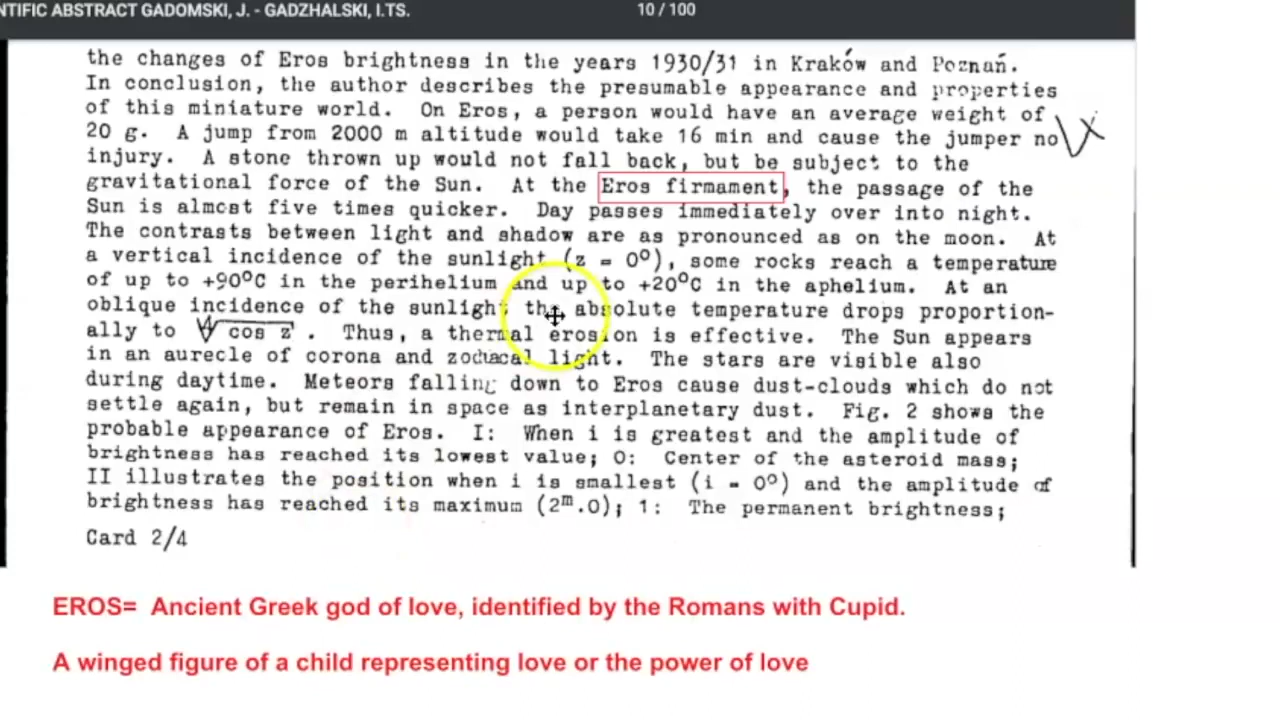 NTIFIC ABSTRACT GADOMSKI, J. - GADZHALSKI, I.TS.
10 / 100
the changes of Eros brightness in the years 1930/31 in Kraków and Poznań.
In conclusion, the author describes the presumable appearance and properties
of this miniature world. On Eros, a person would have an average weight of
20 g. A jump from 2000 m altitude would take 16 min and cause the jumper no
injury. A stone thrown up would not fall back, but be subject to the
gravitational force of the Sun. At the Eros firmament, the passage of the
Sun is almost five times quicker. Day passes immediately over into night.
The contrasts between light and shadow are as pronounced as on the moon. At
a vertical incidence of the sunlight (z = 0°), some rocks reach a temperature
of up to +90°C in the perihelium and up to +20°C in the aphelium. At an
oblique incidence of the sunlight the absolute temperature drops proportion-
ally to ∜cos z . Thus, a thermal erosion is effective. The Sun appears
in an aurecle of corona and zodiacal light. The stars are visible also
during daytime. Meteors falling down to Eros cause dust-clouds which do not
settle again, but remain in space as interplanetary dust. Fig. 2 shows the
probable appearance of Eros. I: When i is greatest and the amplitude of
brightness has reached its lowest value; O: Center of the asteroid mass;
II illustrates the position when i is smallest (i = 0°) and the amplitude of
brightness has reached its maximum (2ᵐ.0); 1: The permanent brightness;
Card 2/4
EROS= Ancient Greek god of love, identified by the Romans with Cupid.
A winged figure of a child representing love or the power of love